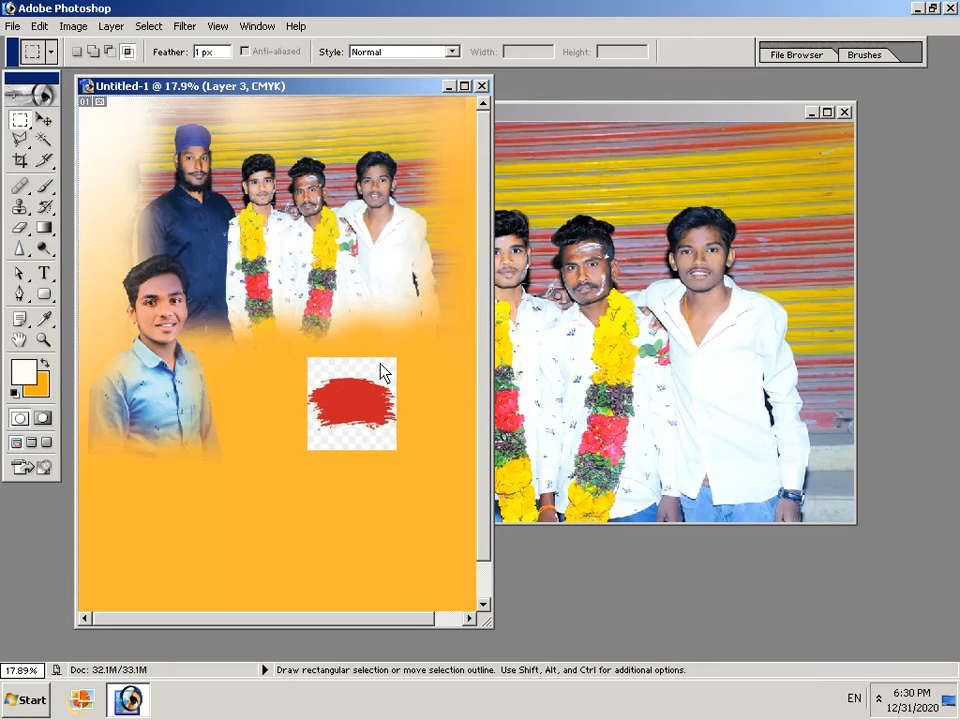 Adobe Photoshop
File Edit Image Layer Select Filter View Window Help
Feather: 1 px Anti-aliased Style: Normal Width: Height: File Browser Brushes
Untitled-1 @ 17.9% (Layer 3, CMYK)
01
17.89% Doc: 32.1M/33.1M Draw rectangular selection or move selection outline. Use Shift, Alt, and Ctrl for additional options.
Start EN 6:30 PM
12/31/2020